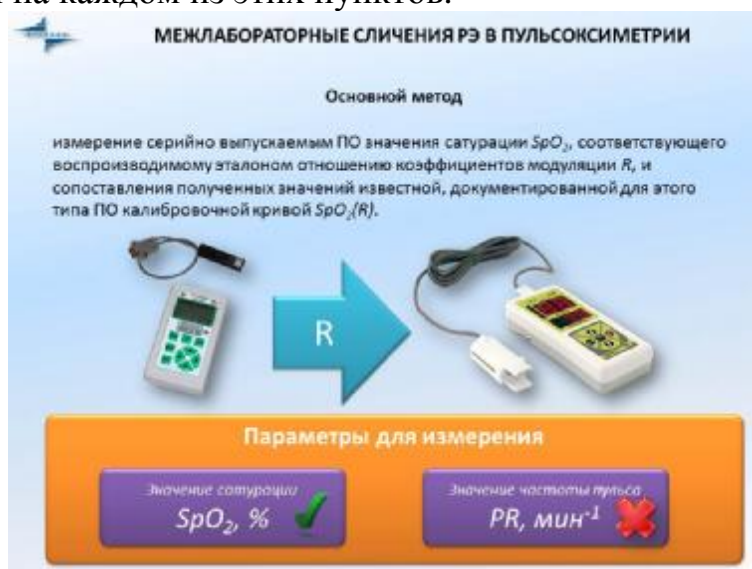 на каждом из этих пунктов.
МЕЖЛАБОРАТОРНЫЕ СЛИЧЕНИЯ РЭ В ПУЛЬСОКСИМЕТРИИ
Основной метод
измерение серийно выпускаемым ПО значения сатурации SpO₂, соответствующего
воспроизводимому эталоном отношению коэффициентов модуляции R, и
сопоставления полученных значений известной, документированной для этого
типа ПО калибровочной кривой SpO₂(R).
R
Параметры для измерения
Значение сатурации
SpO₂, %
Значение частоты пульса
PR, мин⁻¹